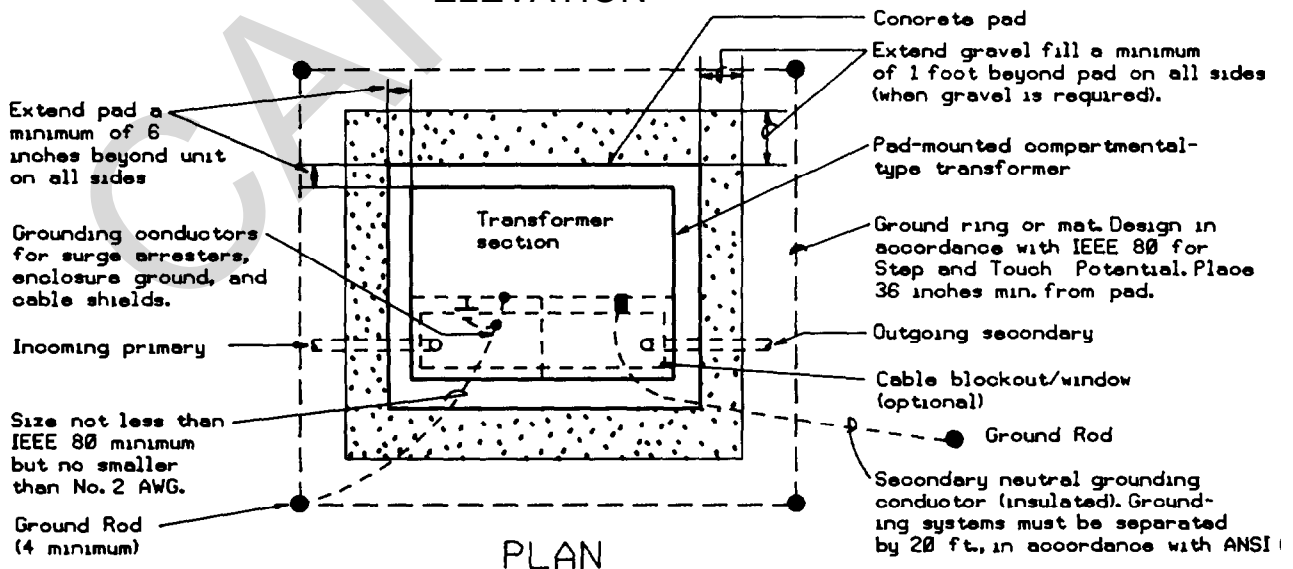 ELEVATION
Concrete pad
Extend gravel fill a minimum
of 1 foot beyond pad on all sides
(when gravel is required).
Extend pad a
minimum of 6
inches beyond unit
on all sides
Pad-mounted compartmental-
type transformer
Transformer
section
Grounding conductors
for surge arresters,
enclosure ground, and
cable shields.
Ground ring or mat. Design in
accordance with IEEE 80 for
Step and Touch Potential. Place
36 inches min. from pad.
Incoming primary
Outgoing secondary
Cable blockout/window
(optional)
Size not less than
IEEE 80 minimum
but no smaller
than No. 2 AWG.
Ground Rod
Ground Rod
(4 minimum)
Secondary neutral grounding
conductor (insulated). Ground-
ing systems must be separated
by 20 ft., in accordance with ANSI
PLAN